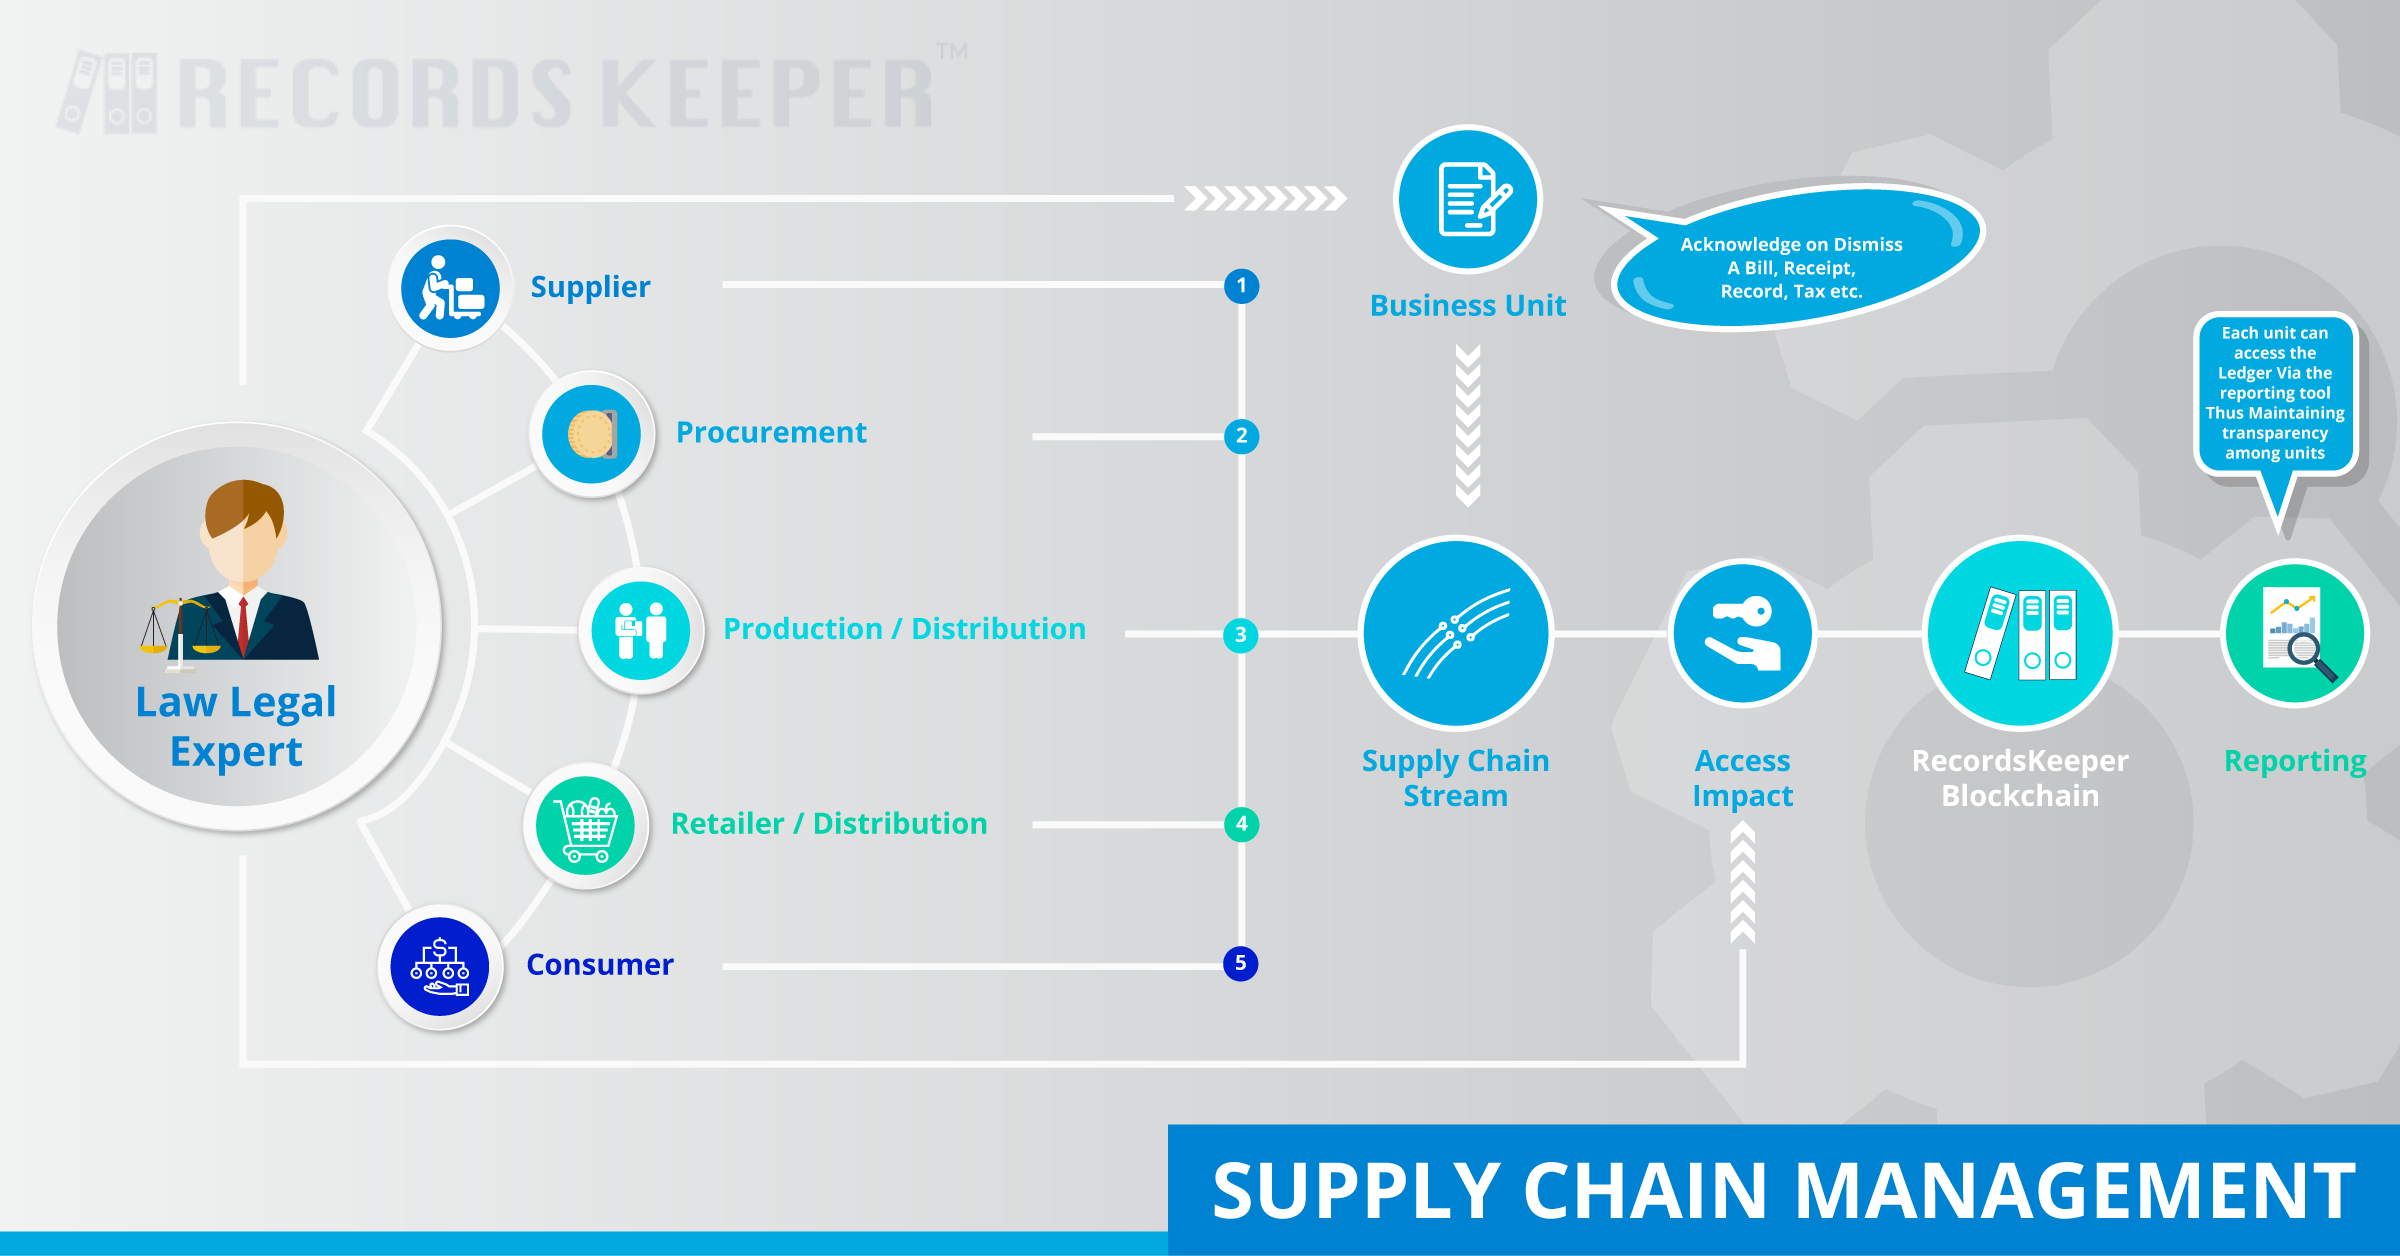 RECORDS KEEPER™
Supplier
1
Business Unit
Acknowledge on Dismiss
A Bill, Receipt,
Record, Tax etc.
Each unit can
access the
Ledger Via the
reporting tool
Thus Maintaining
transparency
among units
Procurement
2
Law Legal
Expert
Production / Distribution
3
Supply Chain
Stream
Access
Impact
RecordsKeeper
Blockchain
Reporting
Retailer / Distribution
4
Consumer
5
SUPPLY CHAIN MANAGEMENT